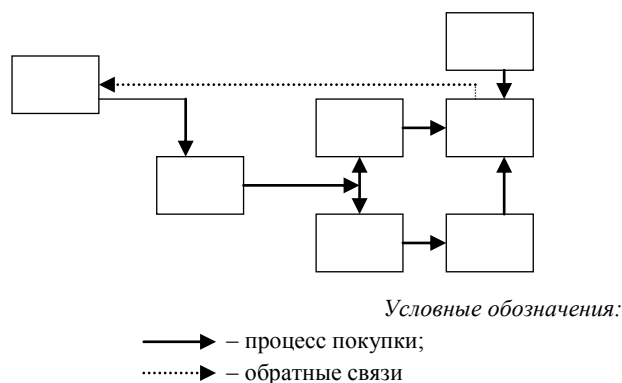 Условные обозначения:
– процесс покупки;
– обратные связи